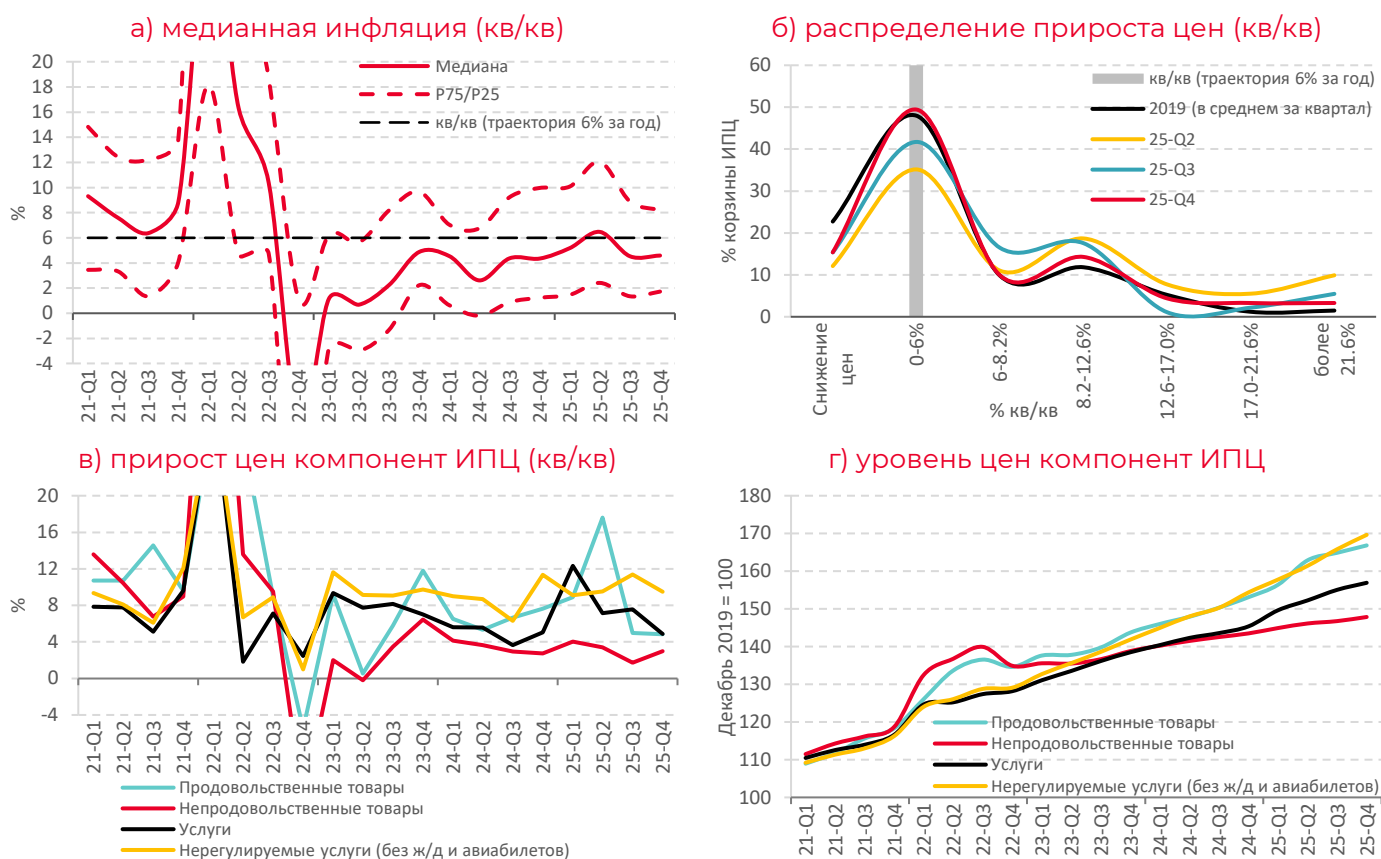 а) медианная инфляция (кв/кв)
20
18
16
14
12
10
8
6
4
2
0
-2
-4
%
Медиана
P75/P25
кв/кв (траектория 6% за год)
21-Q1
21-Q2
21-Q3
21-Q4
22-Q1
22-Q2
22-Q3
22-Q4
23-Q1
23-Q2
23-Q3
23-Q4
24-Q1
24-Q2
24-Q3
24-Q4
25-Q1
25-Q2
25-Q3
25-Q4
б) распределение прироста цен (кв/кв)
60
50
40
30
20
10
0
% корзины ИПЦ
кв/кв (траектория 6% за год)
2019 (в среднем за квартал)
25-Q2
25-Q3
25-Q4
Снижение
цен
0-6%
6-8.2%
8.2-12.6%
12.6-17.0%
17.0-21.6%
более
21.6%
% кв/кв
в) прирост цен компонент ИПЦ (кв/кв)
20
16
12
8
4
0
-4
%
21-Q1
21-Q2
21-Q3
21-Q4
22-Q1
22-Q2
22-Q3
22-Q4
23-Q1
23-Q2
23-Q3
23-Q4
24-Q1
24-Q2
24-Q3
24-Q4
25-Q1
25-Q2
25-Q3
25-Q4
Продовольственные товары
Непродовольственные товары
Услуги
Нерегулируемые услуги (без ж/д и авиабилетов)
г) уровень цен компонент ИПЦ
180
170
160
150
140
130
120
110
100
Декабрь 2019 = 100
Продовольственные товары
Непродовольственные товары
Услуги
Нерегулируемые услуги (без ж/д и авиабилетов)
21-Q1
21-Q2
21-Q3
21-Q4
22-Q1
22-Q2
22-Q3
22-Q4
23-Q1
23-Q2
23-Q3
23-Q4
24-Q1
24-Q2
24-Q3
24-Q4
25-Q1
25-Q2
25-Q3
25-Q4